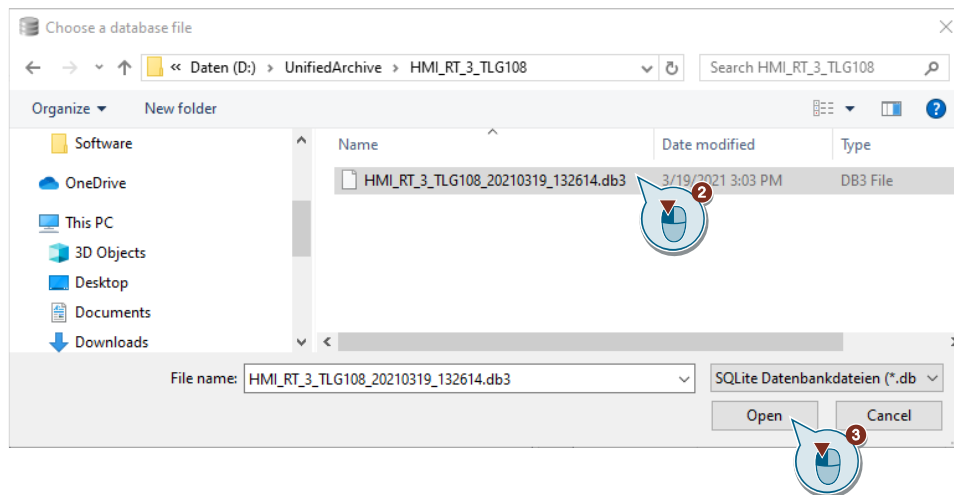 Choose a database file
« Daten (D:) › UnifiedArchive › HMI_RT_3_TLG108
Search HMI_RT_3_TLG108
Organize
New folder
Software
OneDrive
This PC
3D Objects
Desktop
Documents
Downloads
Name
Date modified
Type
HMI_RT_3_TLG108_20210319_132614.db3
3/19/2021 3:03 PM
DB3 File
2
File name:
HMI_RT_3_TLG108_20210319_132614.db3
SQLite Datenbankdateien (*.db
Open
Cancel
3